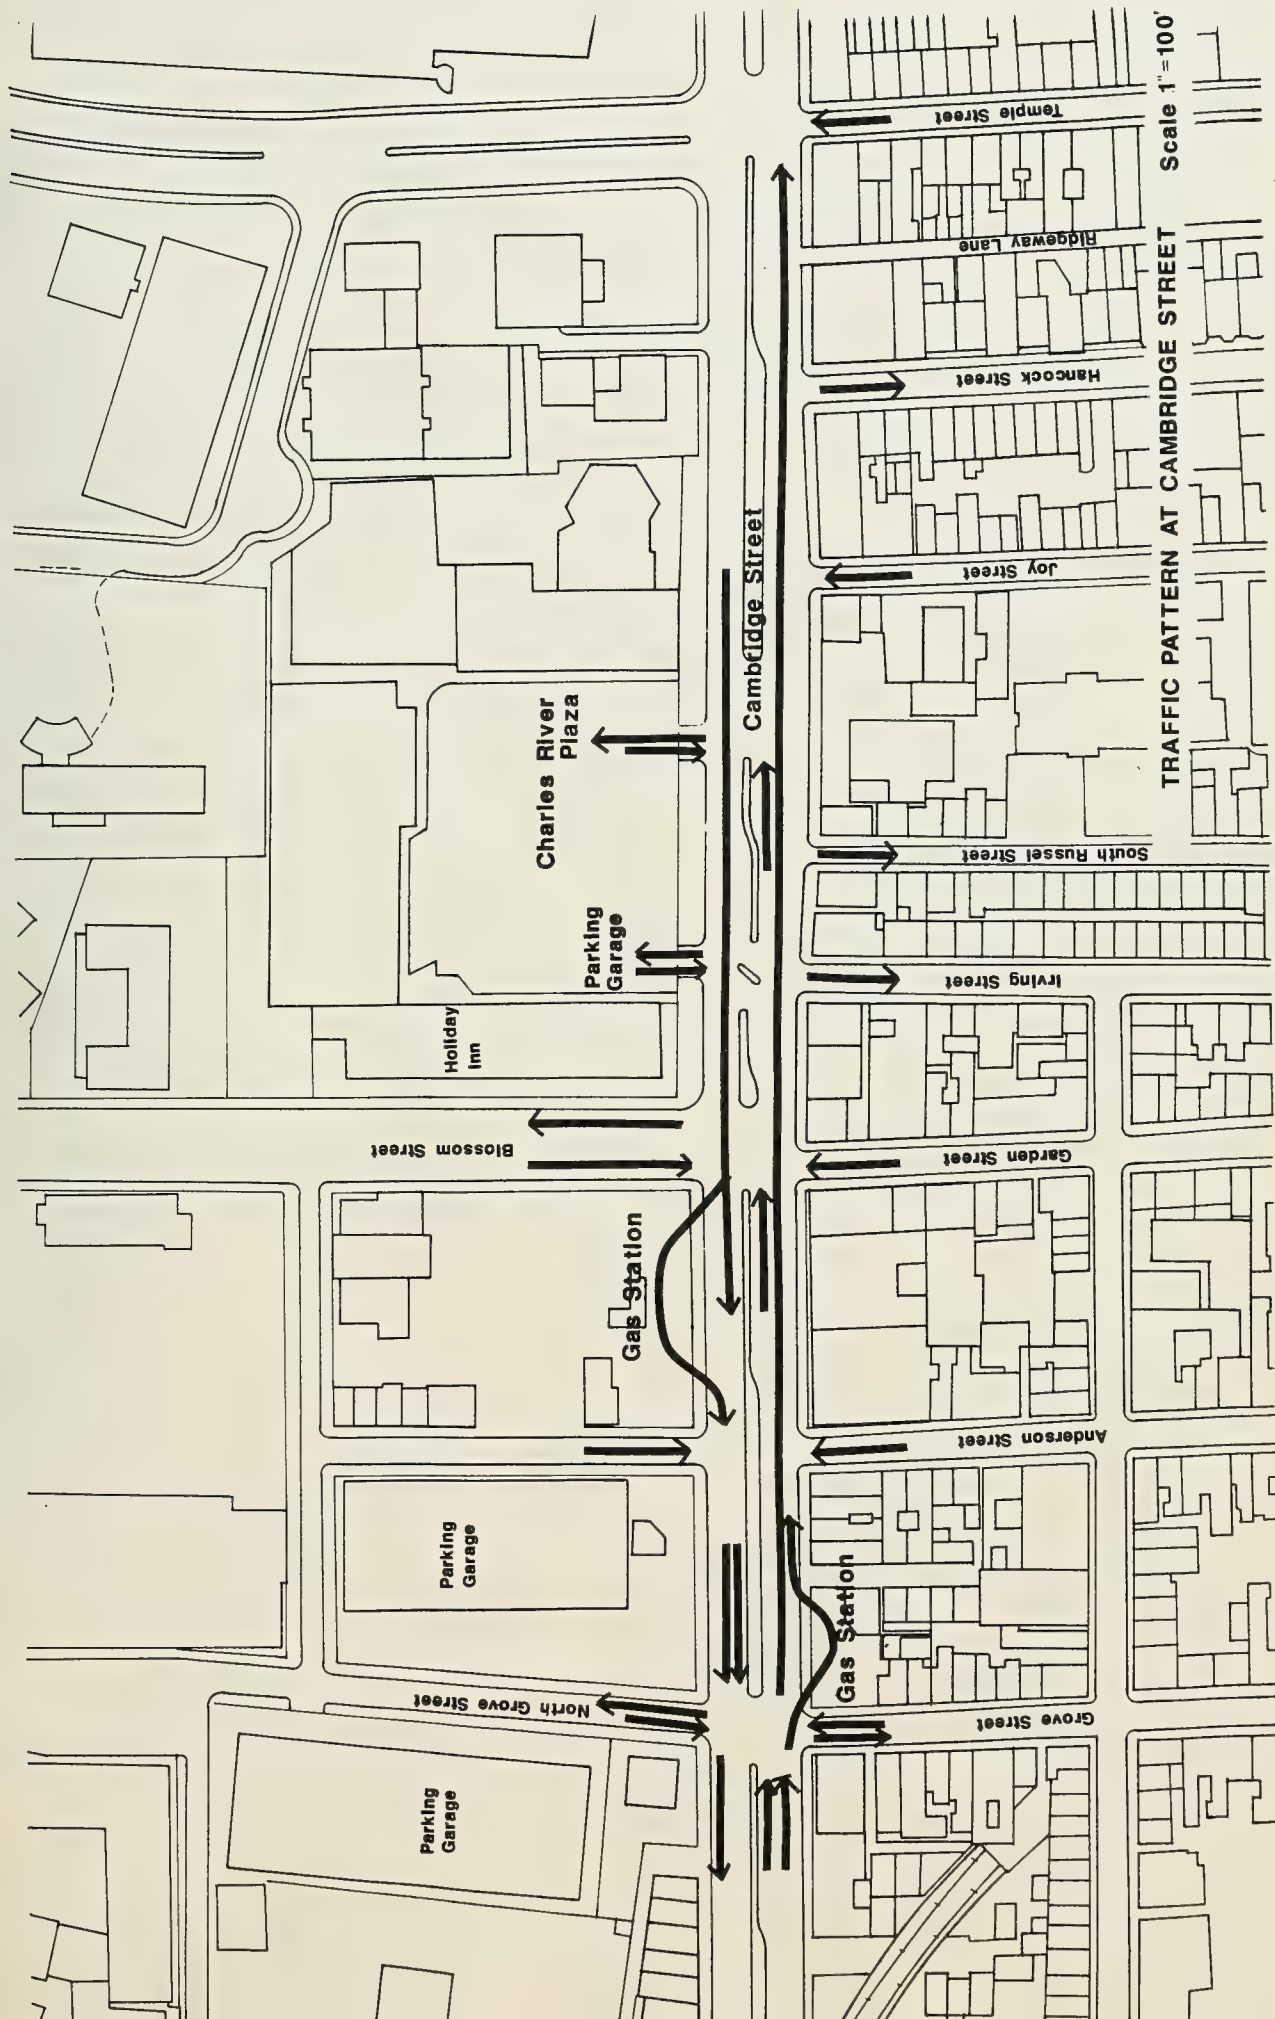 TRAFFIC PATTERN AT CAMBRIDGE STREET Scale 1"=100'
Cambridge Street
Charles River
Plaza
Parking
Garage
Holiday
Inn
Blossom Street
Gas Station
Parking
Garage
North Grove Street
Parking
Garage
Temple Street
Ridgeway Lane
Hancock Street
Joy Street
South Russel Street
Irving Street
Garden Street
Anderson Street
Gas Station
Grove Street